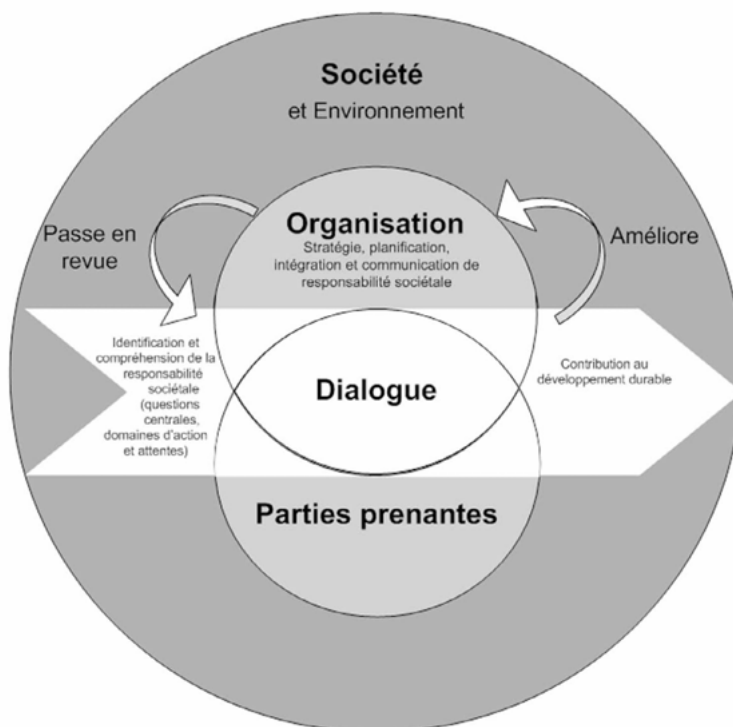 Société
et Environnement
Passe en
revue
Organisation
Stratégie, planification,
intégration et communication de
responsabilité sociétale
Améliore
Identification et
compréhension de la
responsabilité
sociétale
(questions
centrales,
domaines d'action
et attentes)
Dialogue
Contribution au
développement durable
Parties prenantes